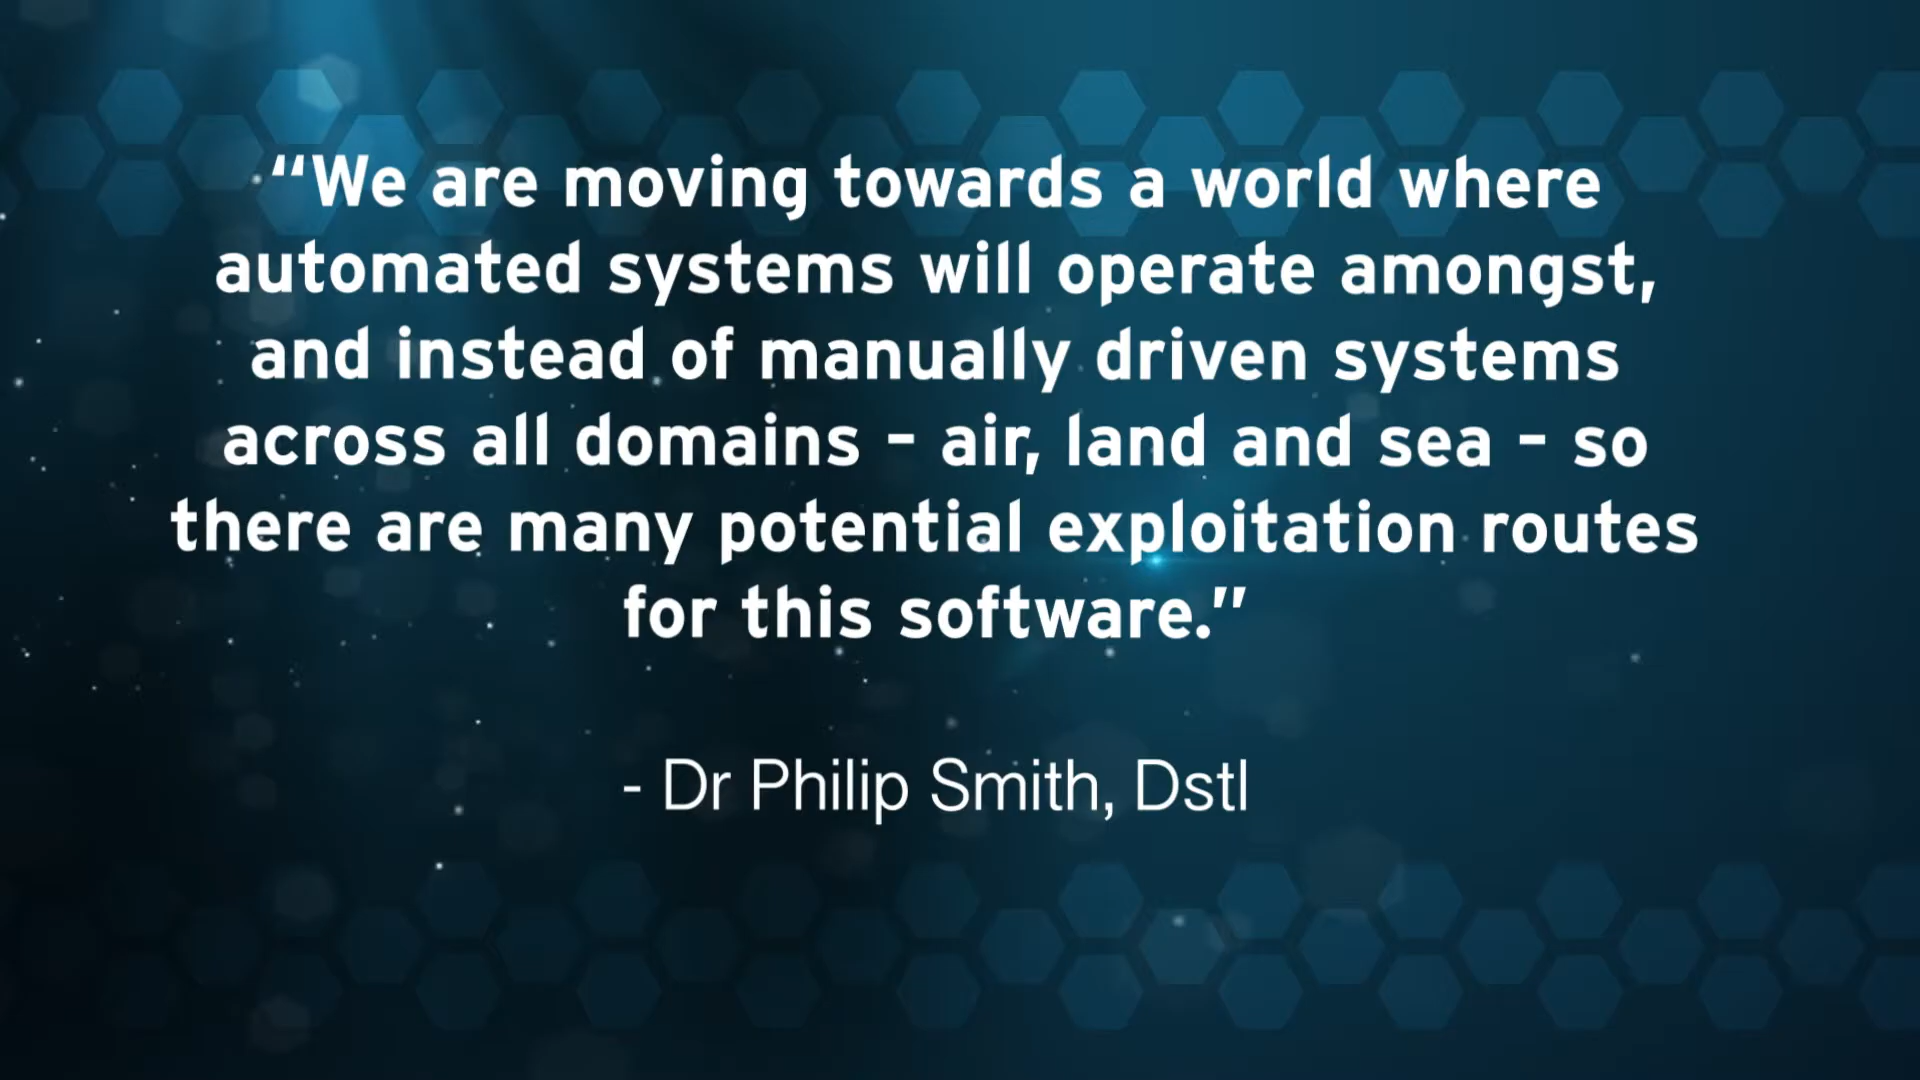 “We are moving towards a world where
automated systems will operate amongst,
and instead of manually driven systems
across all domains – air, land and sea – so
there are many potential exploitation routes
for this software.”
- Dr Philip Smith, Dstl